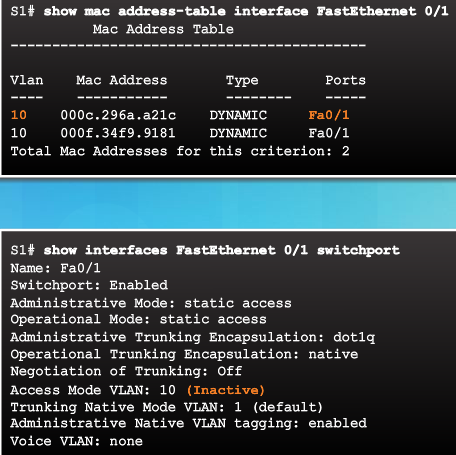 S1# show mac address-table interface FastEthernet 0/1
Mac Address Table
-------------------------------------------
Vlan Mac Address Type Ports
---- ----------- -------- -----
10 000c.296a.a21c DYNAMIC Fa0/1
10 000f.34f9.9181 DYNAMIC Fa0/1
Total Mac Addresses for this criterion: 2
S1# show interfaces FastEthernet 0/1 switchport
Name: Fa0/1
Switchport: Enabled
Administrative Mode: static access
Operational Mode: static access
Administrative Trunking Encapsulation: dot1q
Operational Trunking Encapsulation: native
Negotiation of Trunking: Off
Access Mode VLAN: 10 (Inactive)
Trunking Native Mode VLAN: 1 (default)
Administrative Native VLAN tagging: enabled
Voice VLAN: none